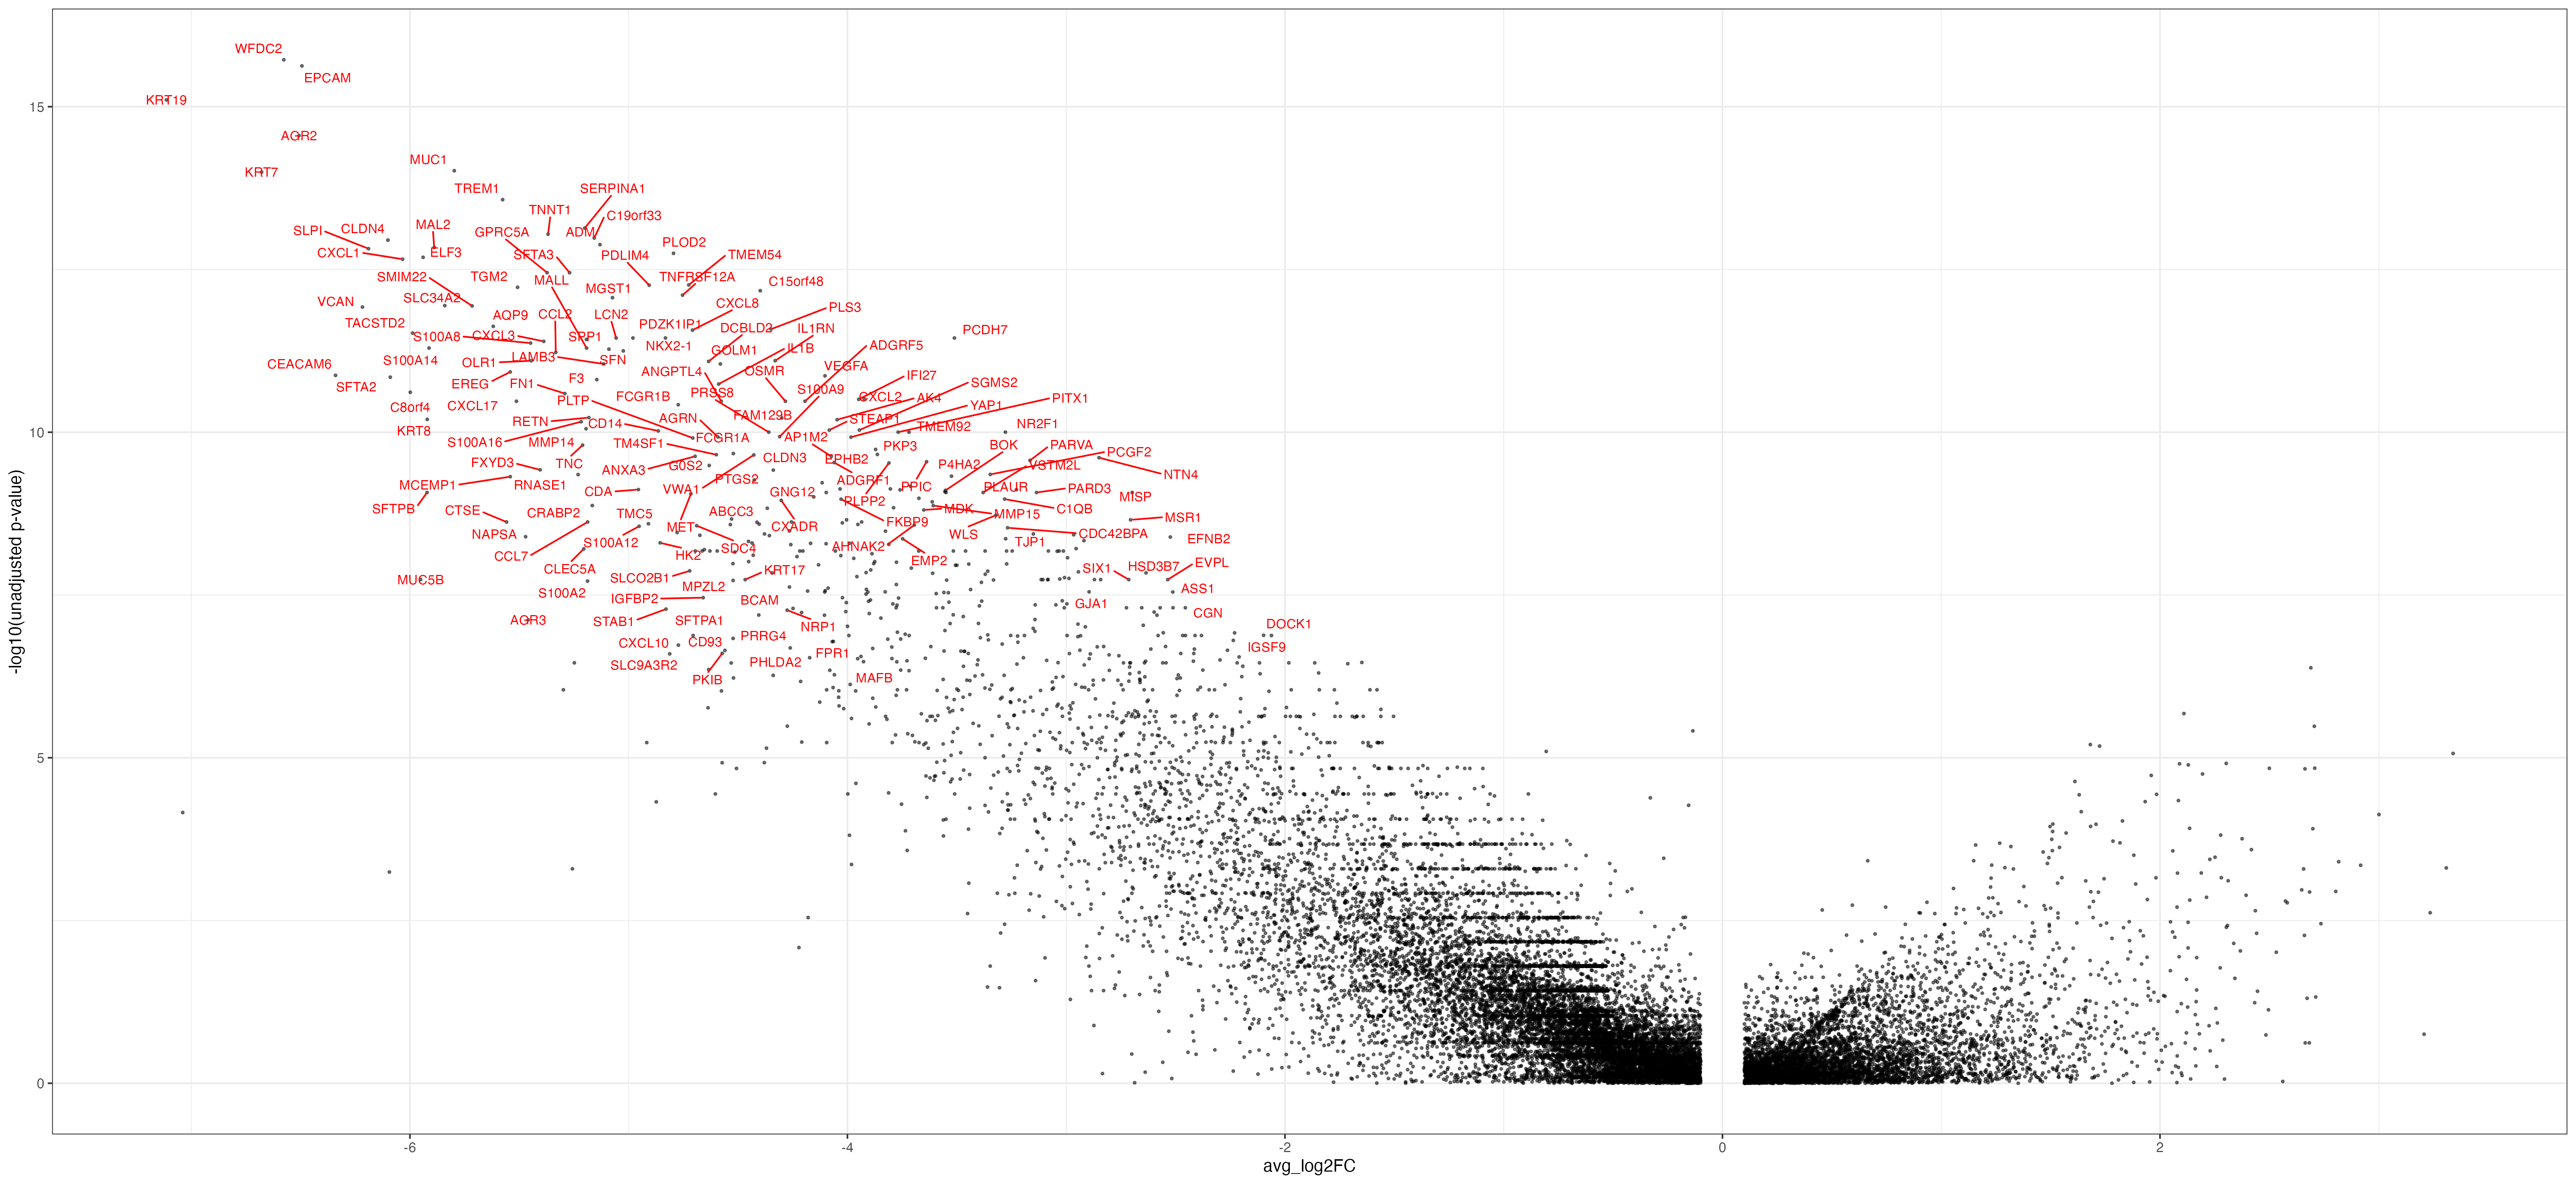 WFDC2
EPCAM
KRT19
AGR2
MUC1
KRT7
TREM1
SERPINA1
TNNT1
C19orf33
MAL2
SLPI
CLDN4
GPRC5A
ADM
PLOD2
CXCL1
ELF3
SFTA3
PDLIM4
TMEM54
SMIM22
TGM2
MALL
TNFRSF12A
C15orf48
MGST1
VCAN
SLC34A2
CXCL8
PLS3
AQP9
CCL2
LCN2
TACSTD2
PDZK1IP1
DCBLD2
IL1RN
PCDH7
S100A8
CXCL3
SPP1
NKX2-1
GOLM1
IL1B
ADGRF5
S100A14
OLR1
LAMB3
SFN
CEACAM6
ANGPTL4
OSMR
VEGFA
IFI27
SFTA2
EREG
FN1
F3
SGMS2
C8orf4
CXCL17
PLTP
FCGR1B
PRSS8
S100A9
CXCL2
AK4
YAP1
PITX1
KRT8
RETN
CD14
AGRN
FAM129B
STEAP1
TMEM92
NR2F1
S100A16
MMP14
TM4SF1
FCGR1A
AP1M2
PKP3
BOK
PARVA
PCGF2
FXYD3
TNC
ANXA3
G0S2
CLDN3
EPHB2
P4HA2
VSTM2L
NTN4
MCEMP1
RNASE1
CDA
VWA1
PTGS2
GNG12
ADGRF1
PPIC
PLAUR
PARD3
MISP
SFTPB
CTSE
CRABP2
TMC5
ABCC3
PLPP2
MDK
MMP15
C1QB
MSR1
NAPSA
MET
CXADR
FKBP9
WLS
CDC42BPA
CCL7
S100A12
HK2
SDC4
AHNAK2
EMP2
TJP1
EFNB2
MUC5B
CLEC5A
SLCO2B1
KRT17
SIX1
HSD3B7
EVPL
S100A2
MPZL2
IGFBP2
BCAM
GJA1
ASS1
AGR3
STAB1
SFTPA1
NRP1
CGN
DOCK1
CXCL10
CD93
PRRG4
FPR1
IGSF9
SLC9A3R2
PHLDA2
PKIB
MAFB
15
10
5
0
-log10(unadjusted p-value)
-6
-4
-2
0
2
avg_log2FC